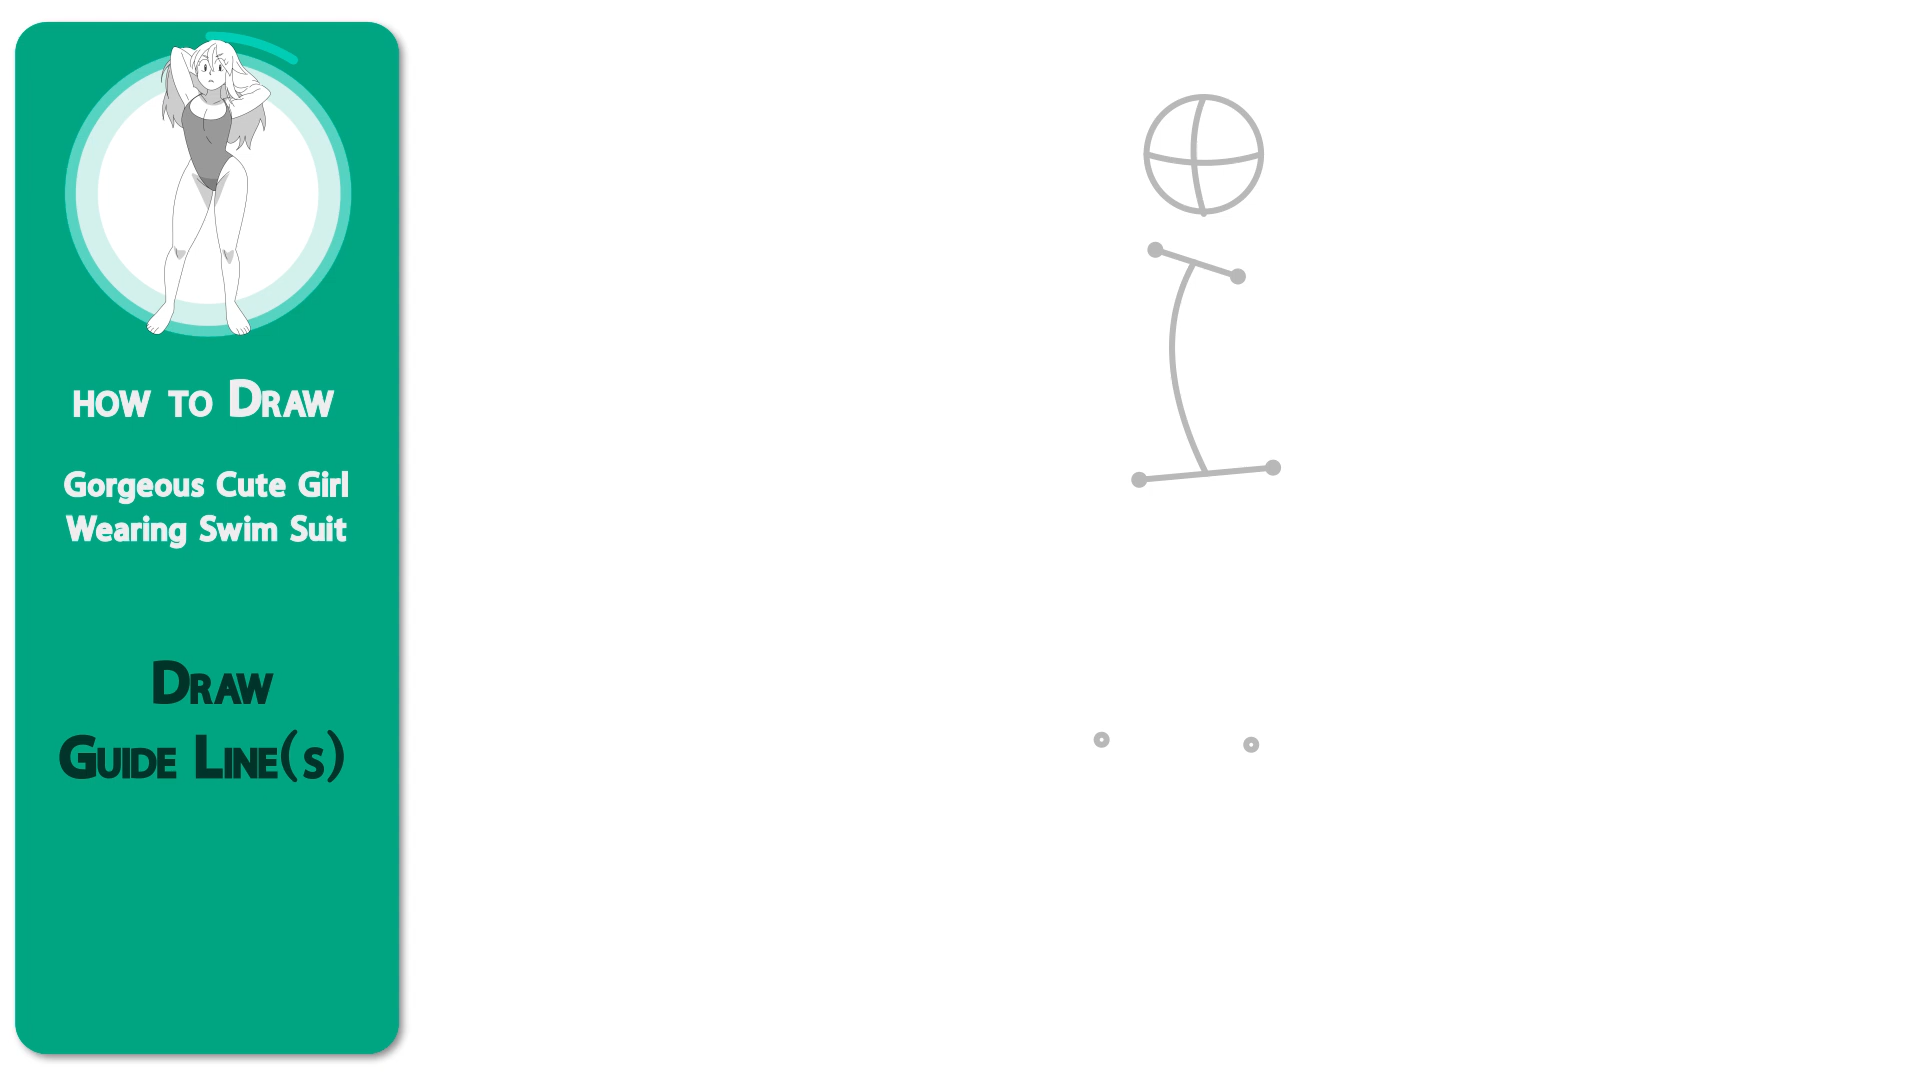 how to Draw
Gorgeous Cute Girl
Wearing Swim Suit
Draw
Guide Line(s)